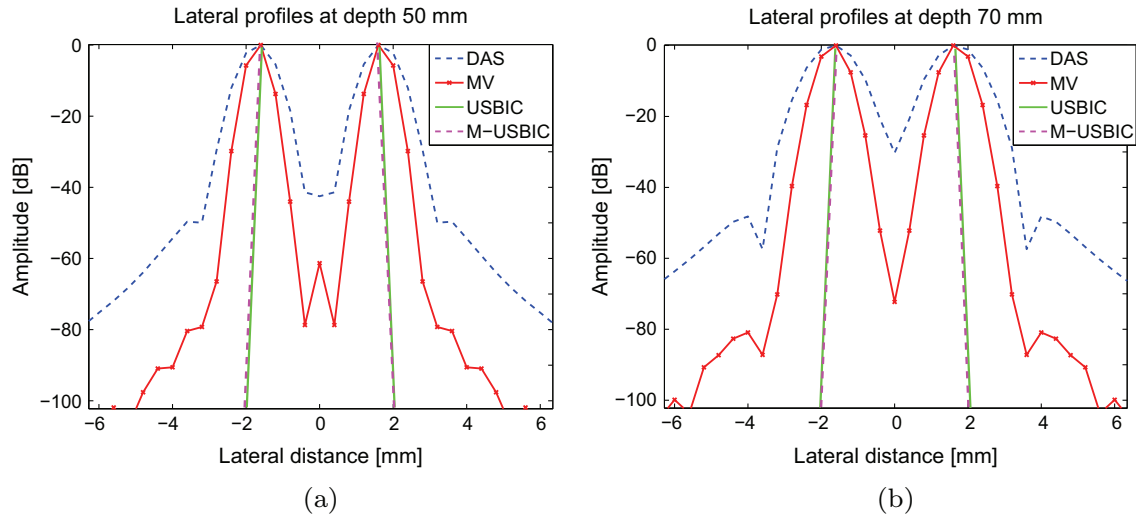 Lateral profiles at depth 50 mm
0
−20
−40
−60
−80
−100
Amplitude [dB]
DAS
MV
USBIC
M−USBIC
−6
−4
−2
0
2
4
6
Lateral distance [mm]
(a)
Lateral profiles at depth 70 mm
0
−20
−40
−60
−80
−100
Amplitude [dB]
DAS
MV
USBIC
M−USBIC
−6
−4
−2
0
2
4
6
Lateral distance [mm]
(b)